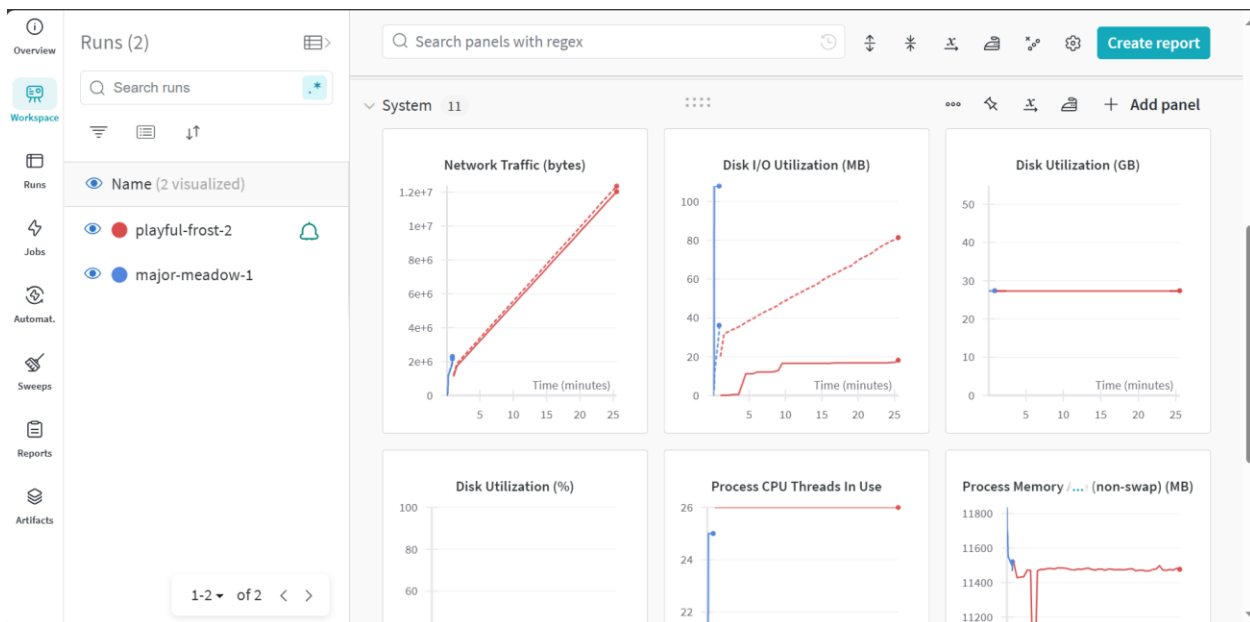 Overview
Workspace
Runs
Jobs
Automat.
Sweeps
Reports
Artifacts
Runs (2)
Search runs
.*
Name (2 visualized)
playful-frost-2
major-meadow-1
1-2 of 2
Search panels with regex
Create report
System 11
Add panel
Network Traffic (bytes)
1.2e+7
1e+7
8e+6
6e+6
4e+6
2e+6
0
Time (minutes)
5 10 15 20 25
Disk I/O Utilization (MB)
100
80
60
40
20
0
Time (minutes)
5 10 15 20 25
Disk Utilization (GB)
50
40
30
20
10
0
Time (minutes)
5 10 15 20 25
Disk Utilization (%)
100
80
60
Process CPU Threads In Use
26
24
22
Process Memory ... (non-swap) (MB)
11800
11600
11400
11200